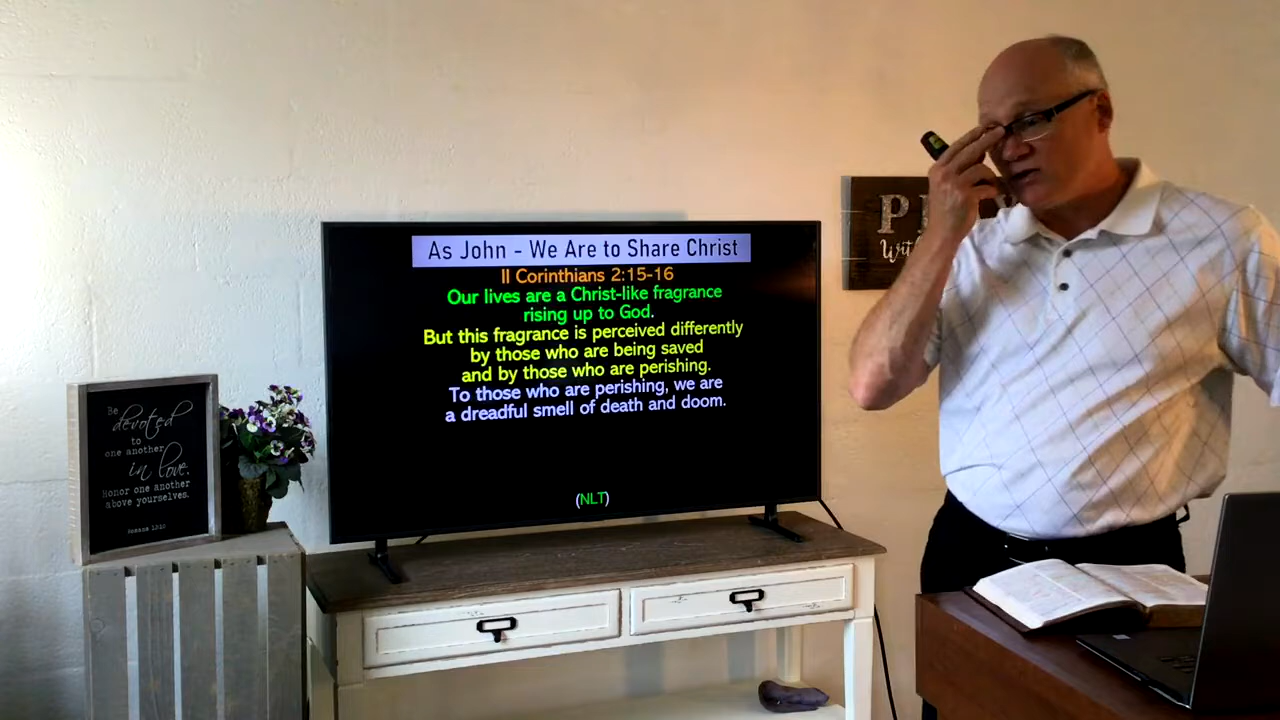 As John - We Are to Share Christ
II Corinthians 2:15-16
Our lives are a Christ-like fragrance
rising up to God.
But this fragrance is perceived differently
by those who are being saved
and by those who are perishing.
To those who are perishing, we are
a dreadful smell of death and doom.
(NLT)
Be
devoted
to
one another
in love.
Honor one another
above yourselves.
Romans 12:10